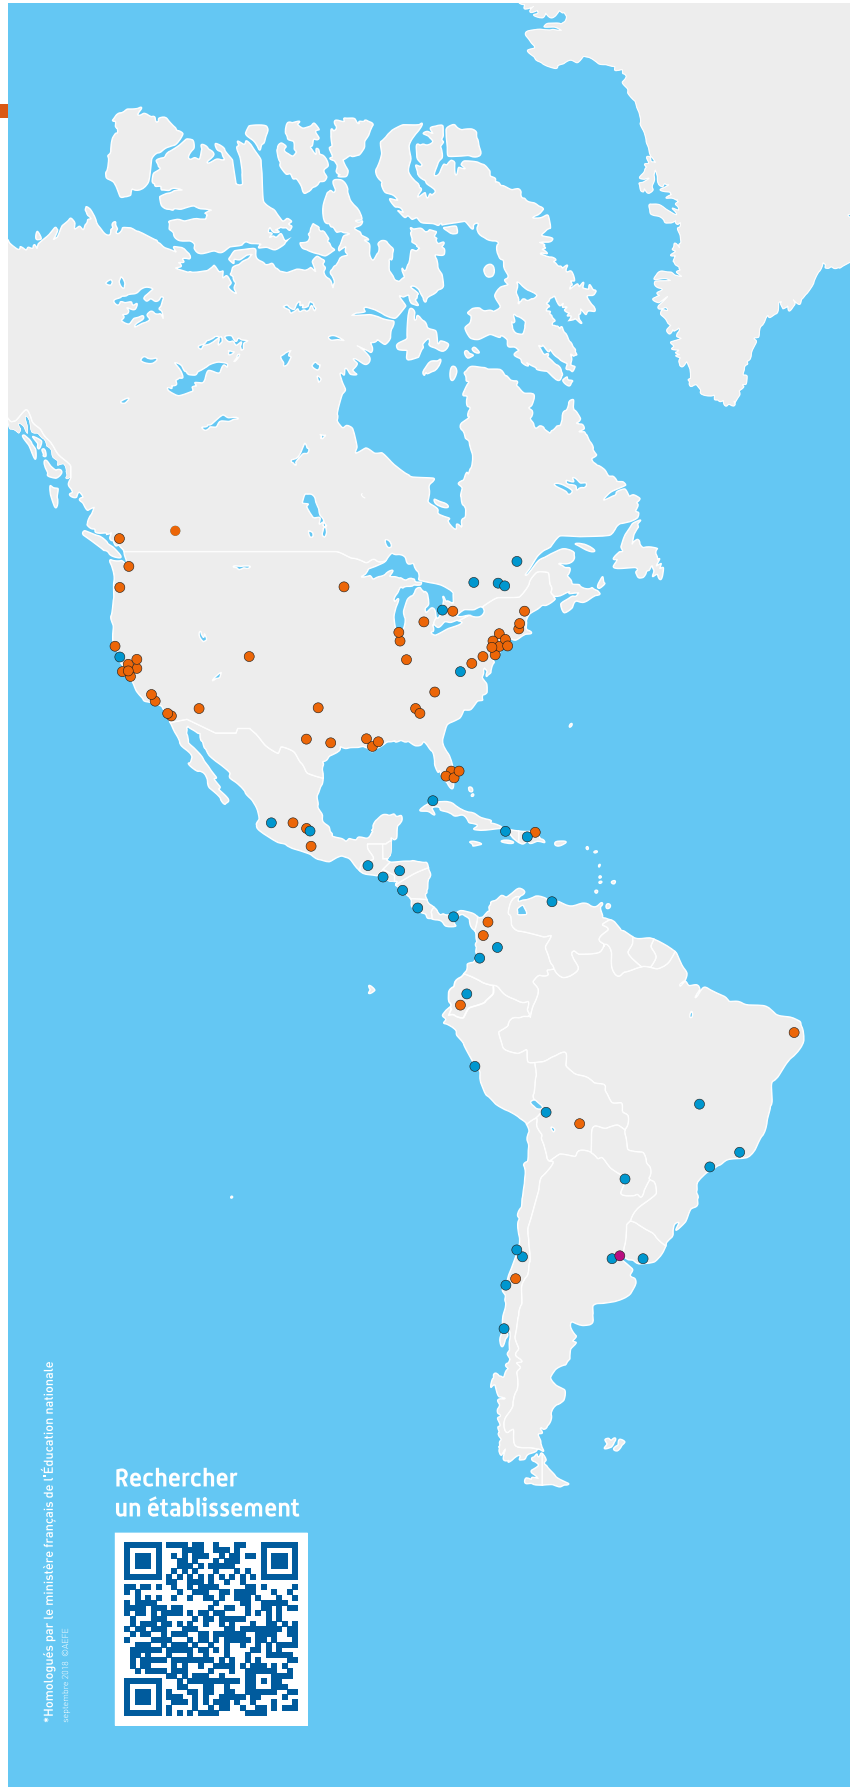 Rechercher
un établissement
*Homologués par le ministère français de l'Éducation nationale
septembre 2018 ©AEFE